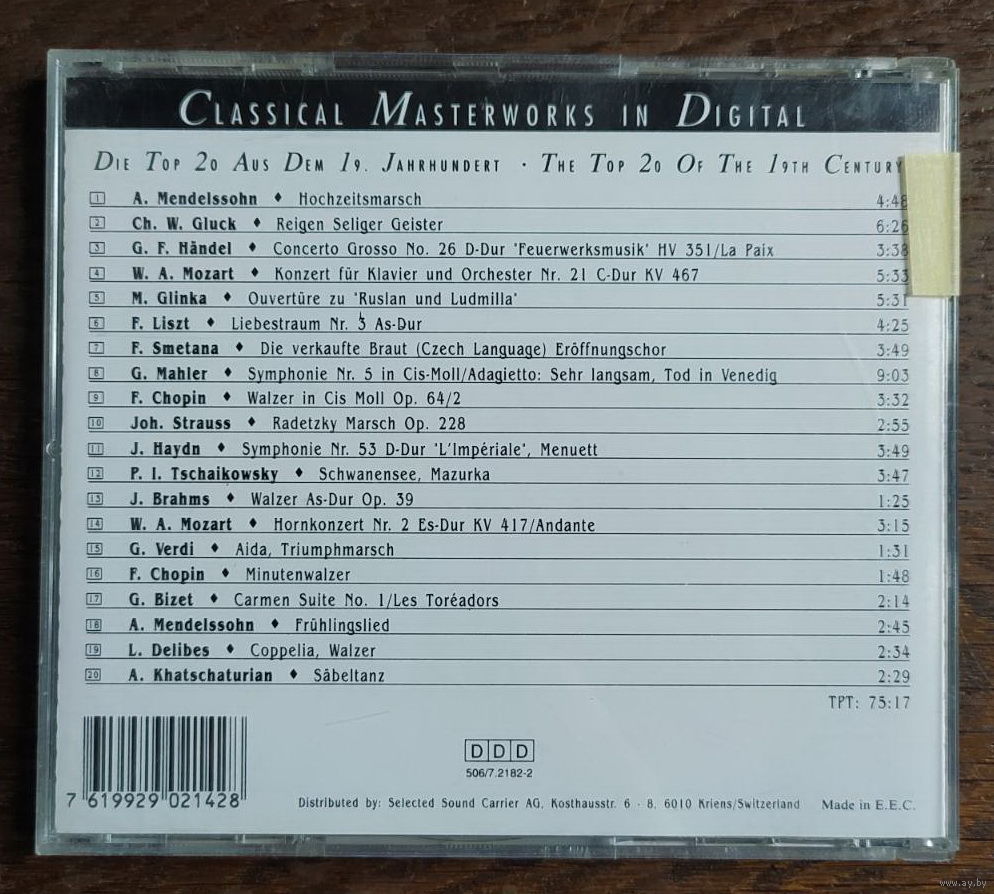 CLASSICAL MASTERWORKS IN DIGITAL
DIE TOP 20 AUS DEM 19. JAHRHUNDERT · THE TOP 20 OF THE 19TH CENTURY
1 A. Mendelssohn ♦ Hochzeitsmarsch 4:48
2 Ch. W. Gluck ♦ Reigen Seliger Geister 6:26
3 G. F. Händel ♦ Concerto Grosso No. 26 D-Dur "Feuerwerksmusik" HV 351/La Paix 3:38
4 W. A. Mozart ♦ Konzert für Klavier und Orchester Nr. 21 C-Dur KV 467 5:33
5 M. Glinka ♦ Ouvertüre zu "Ruslan und Ludmilla" 5:31
6 F. Liszt ♦ Liebestraum Nr. 3 As-Dur 4:25
7 F. Smetana ♦ Die verkaufte Braut (Czech Language) Eröffnungschor 3:49
8 G. Mahler ♦ Symphonie Nr. 5 in Cis-Moll/Adagietto: Sehr langsam, Tod in Venedig 9:03
9 F. Chopin ♦ Walzer in Cis Moll Op. 64/2 3:32
10 Joh. Strauss ♦ Radetzky Marsch Op. 228 2:55
11 J. Haydn ♦ Symphonie Nr. 53 D-Dur "L'Impériale", Menuett 3:49
12 P. I. Tschaikowsky ♦ Schwanensee, Mazurka 3:47
13 J. Brahms ♦ Walzer As-Dur Op. 39 1:25
14 W. A. Mozart ♦ Hornkonzert Nr. 2 Es-Dur KV 417/Andante 3:15
15 G. Verdi ♦ Aida, Triumphmarsch 1:31
16 F. Chopin ♦ Minutenwalzer 1:48
17 G. Bizet ♦ Carmen Suite No. 1/Les Toréadors 2:14
18 A. Mendelssohn ♦ Frühlingslied 2:45
19 L. Delibes ♦ Coppelia, Walzer 2:34
20 A. Khatschaturian ♦ Säbeltanz 2:29
TPT: 75:17
DDD
506/7.2182-2
7 619929 021428
Distributed by: Selected Sound Carrier AG, Kosthausstr. 6 - 8, 6010 Kriens/Switzerland Made in E.E.C.
www.ay.by